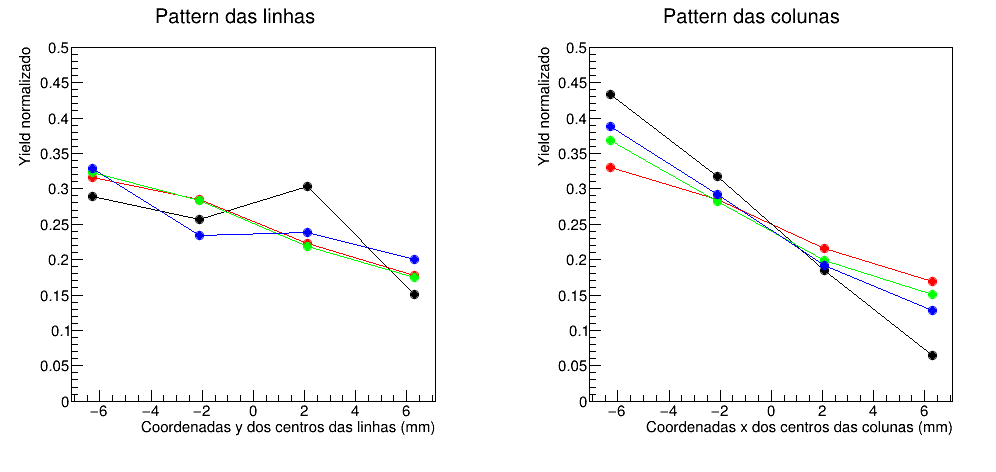 Pattern das linhas
Yield normalizado
0.5
0.45
0.4
0.35
0.3
0.25
0.2
0.15
0.1
0.05
0
−6 −4 −2 0 2 4 6
Coordenadas y dos centros das linhas (mm)
Pattern das colunas
Yield normalizado
0.5
0.45
0.4
0.35
0.3
0.25
0.2
0.15
0.1
0.05
0
−6 −4 −2 0 2 4 6
Coordenadas x dos centros das colunas (mm)